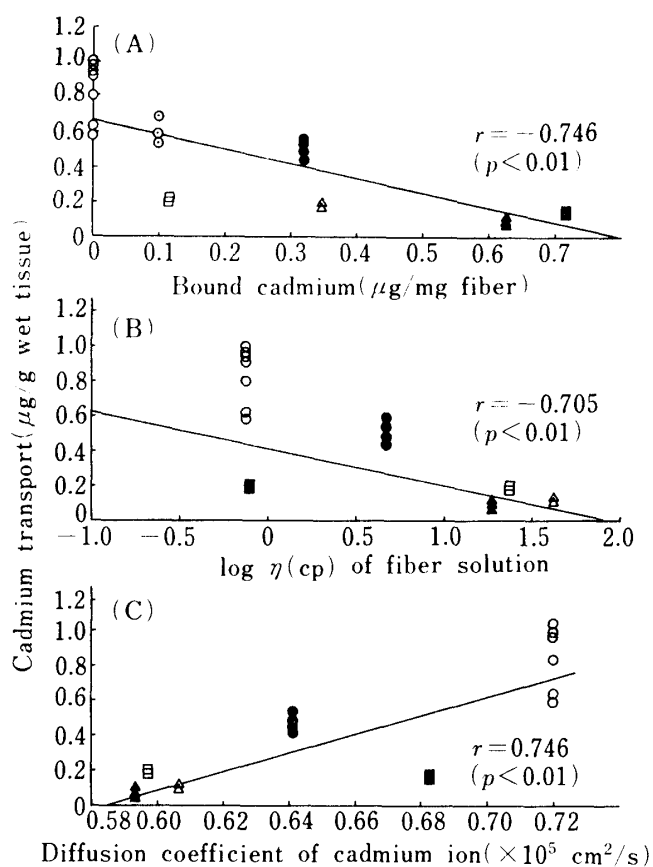 Cadmium transport(μg/g wet tissue)
(A)
1.2
1.0
0.8
0.6
0.4
0.2
0
r=−0.746
(p<0.01)
0 0.1 0.2 0.3 0.4 0.5 0.6 0.7
Bound cadmium(μg/mg fiber)
(B)
1.2
1.0
0.8
0.6
0.4
0.2
0
r=−0.705
(p<0.01)
−1.0 −0.5 0 0.5 1.0 1.5 2.0
log η(cp) of fiber solution
(C)
1.2
1.0
0.8
0.6
0.4
0.2
0
r=0.746
(p<0.01)
0.58 0.60 0.62 0.64 0.66 0.68 0.70 0.72
Diffusion coefficient of cadmium ion(×10⁵ cm²/s)